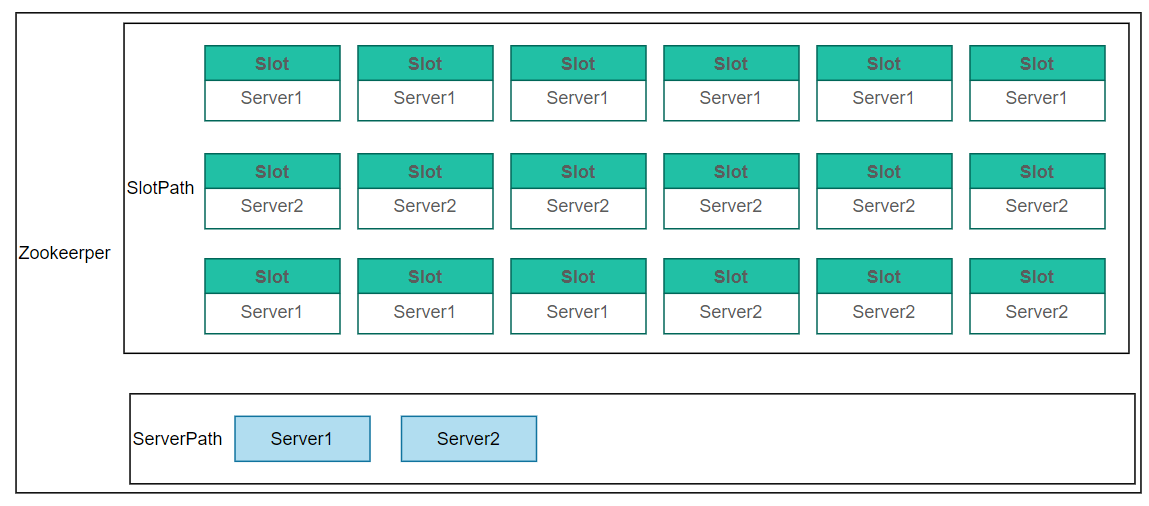 Slot Slot Slot Slot Slot Slot
Server1 Server1 Server1 Server1 Server1 Server1
SlotPath
Slot Slot Slot Slot Slot Slot
Server2 Server2 Server2 Server2 Server2 Server2
Zookeerper
Slot Slot Slot Slot Slot Slot
Server1 Server1 Server1 Server2 Server2 Server2
ServerPath Server1 Server2